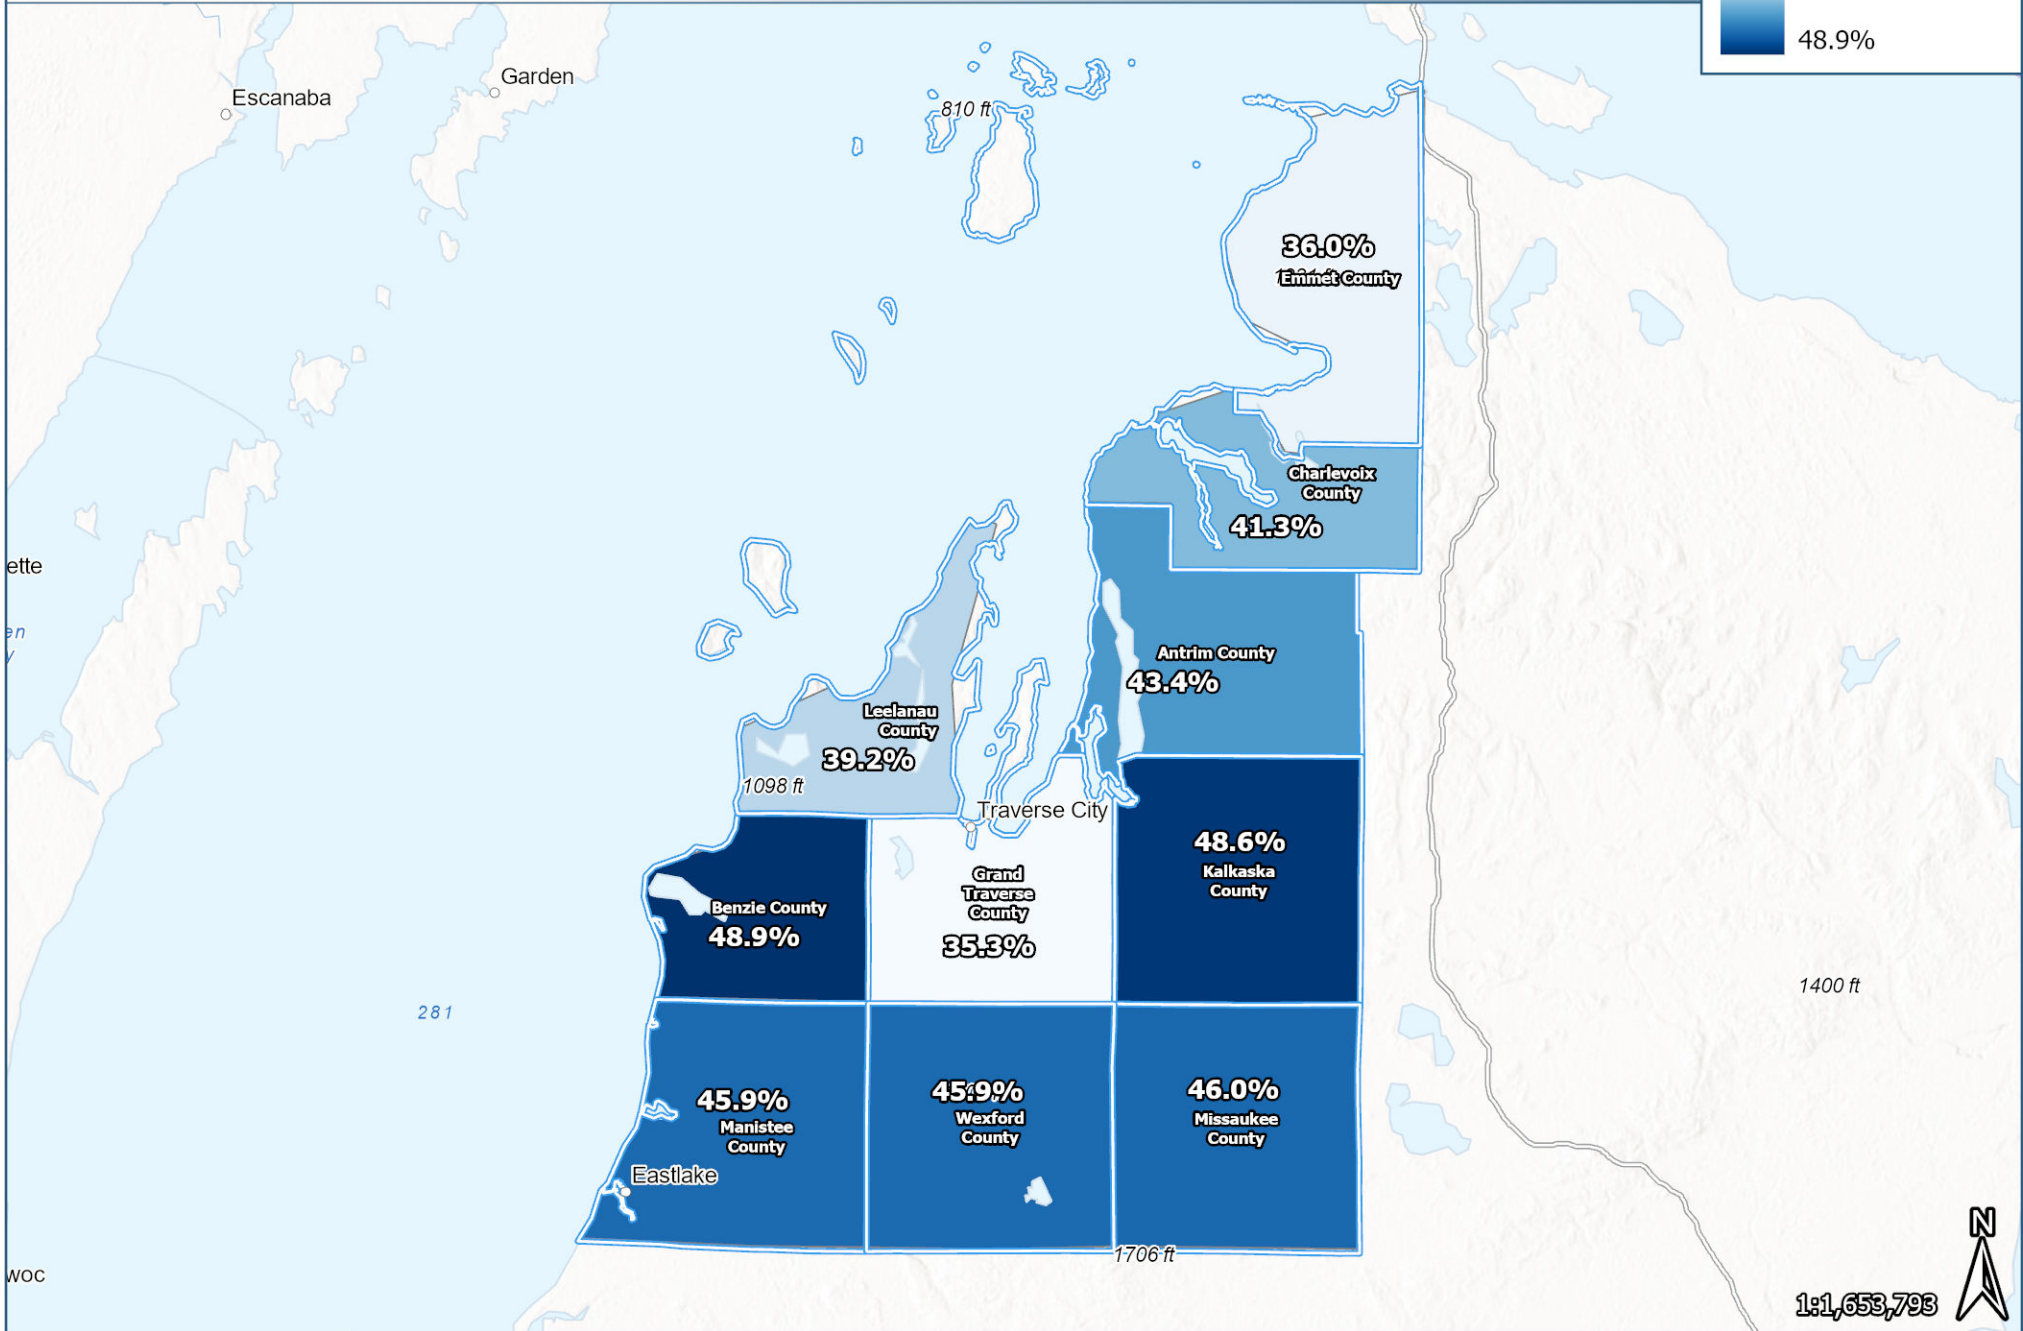 48.9%
Garden
Escanaba
810 ft
36.0%
Emmet County
Charlevoix
County
41.3%
ette
en
y
Antrim County
43.4%
Leelanau
County
39.2%
1098 ft
Traverse City
48.6%
Kalkaska
County
Grand
Traverse
County
35.3%
Benzie County
48.9%
1400 ft
281
45.9%
Manistee
County
45.9%
Wexford
County
46.0%
Missaukee
County
Eastlake
1706 ft
woc
N
1:1,653,793